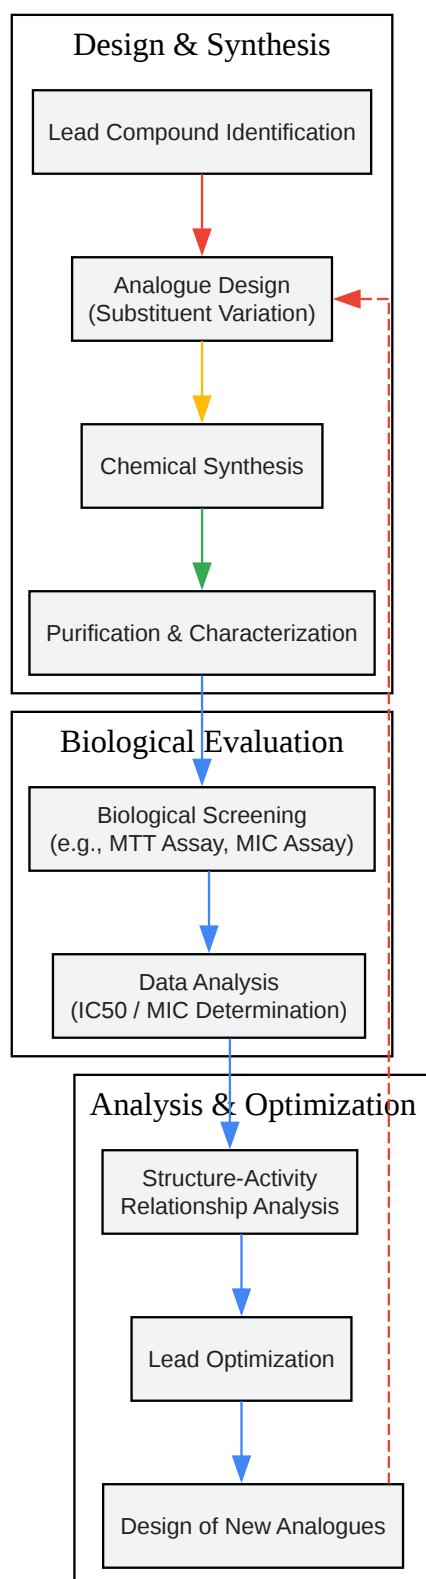 Design & Synthesis
Lead Compound Identification
Analogue Design
(Substituent Variation)
Chemical Synthesis
Purification & Characterization
Biological Evaluation
Biological Screening
(e.g., MTT Assay, MIC Assay)
Data Analysis
(IC50 / MIC Determination)
Analysis & Optimization
Structure-Activity
Relationship Analysis
Lead Optimization
Design of New Analogues